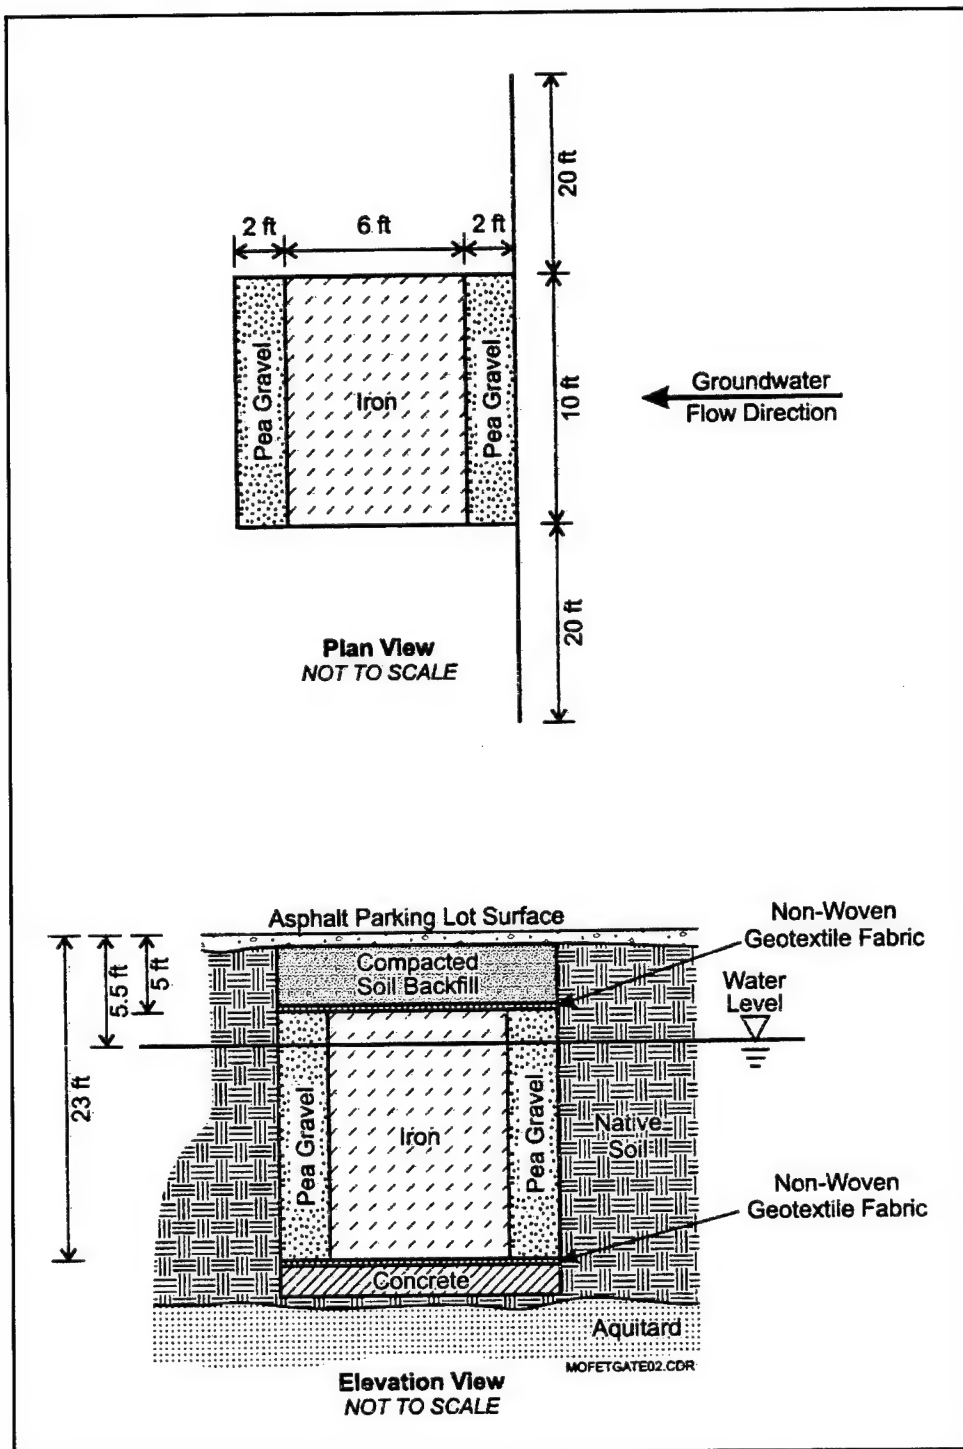 20 ft
2 ft
6 ft
2 ft
Pea Gravel
Iron
Pea Gravel
10 ft
Groundwater
Flow Direction
20 ft
Plan View
NOT TO SCALE
Asphalt Parking Lot Surface
Non-Woven
Geotextile Fabric
5.5 ft
5 ft
Compacted
Soil Backfill
Water
Level
23 ft
Pea Gravel
Iron
Pea Gravel
Native
Soil
Non-Woven
Geotextile Fabric
Concrete
Aquitard
MOFETGATE02.CDR
Elevation View
NOT TO SCALE